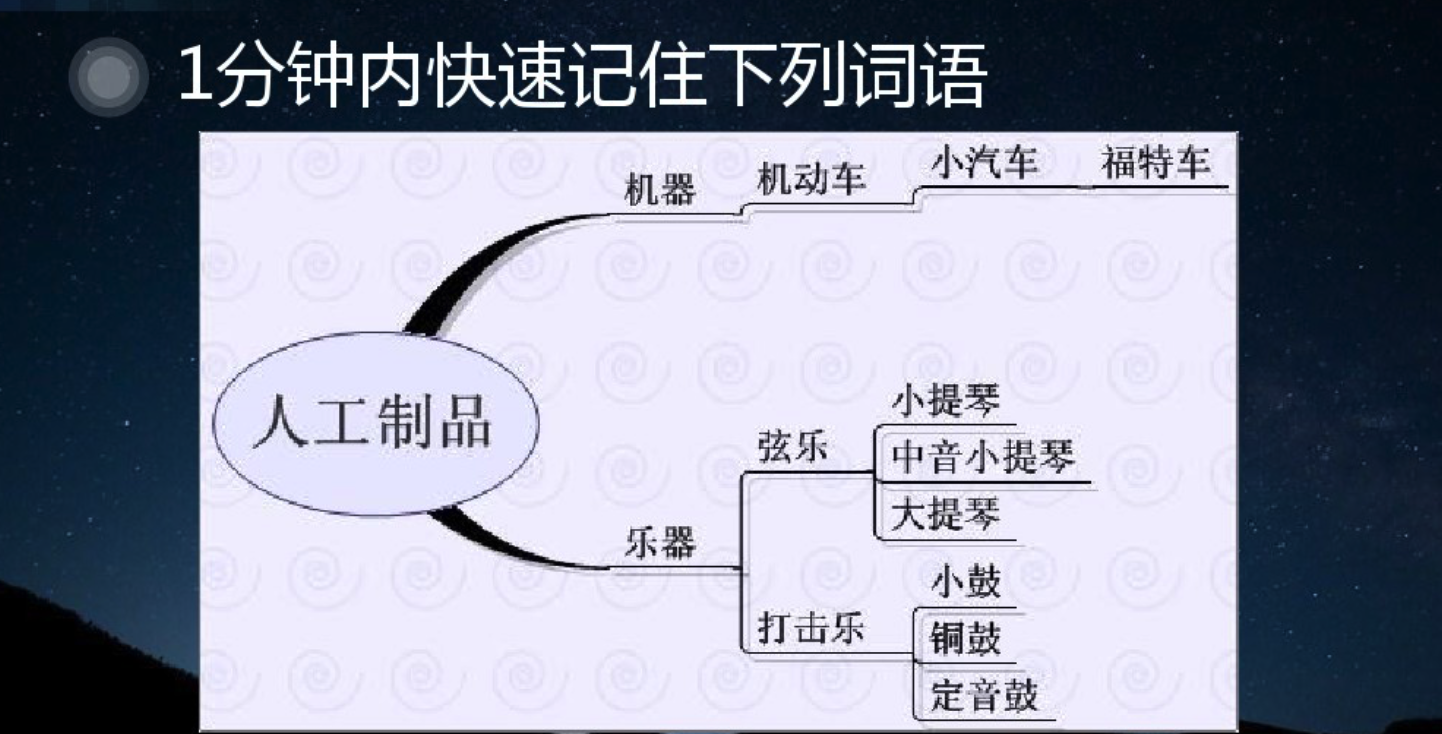 1分钟内快速记住下列词语
人工制品
机器
机动车
小汽车
福特车
乐器
弦乐
小提琴
中音小提琴
大提琴
打击乐
小鼓
铜鼓
定音鼓